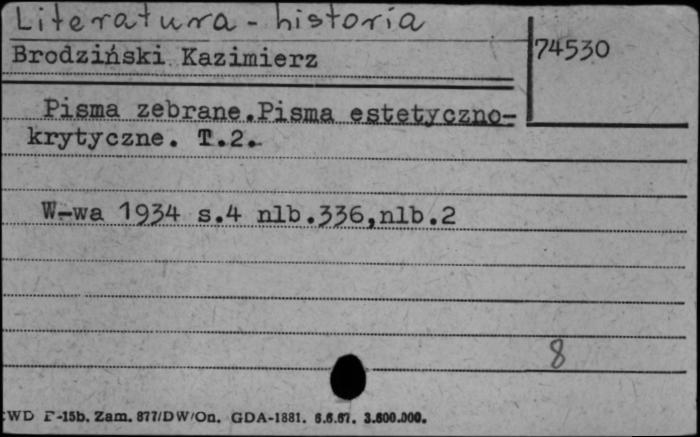 Literatura - historia
Brodziński Kazimierz
74530
Pisma zebrane.Pisma estetyczno-
krytyczne. T.2.
W-wa 1934 s.4 nlb.336,nlb.2
8
WD F-15b. Zam. 877/DW/On. GDA-1881. 6.6.67. 3.600.000.